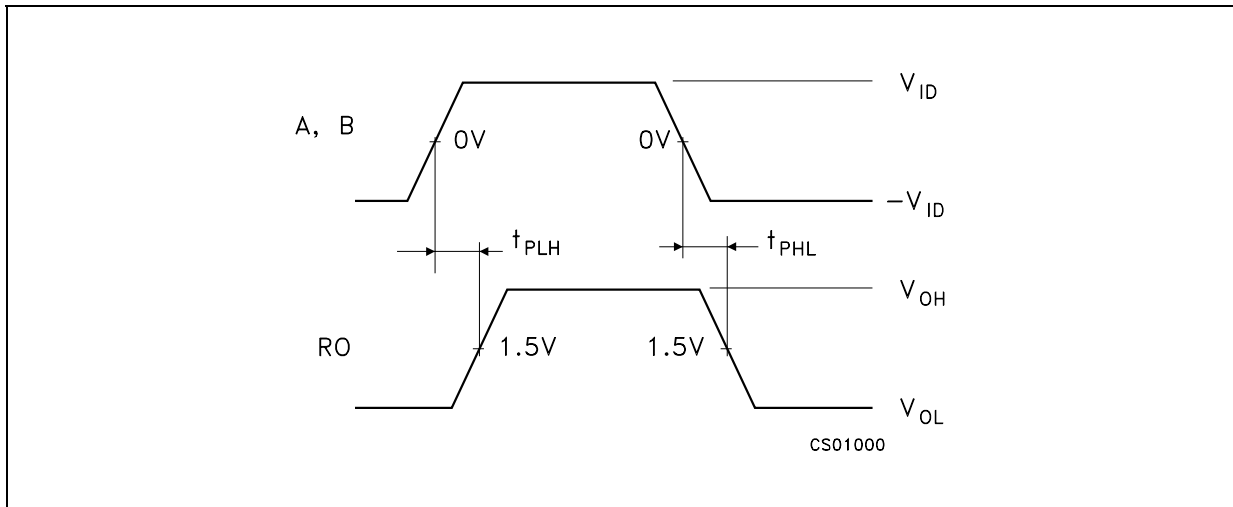 V_ID
A, B
0V
0V
-V_ID
t_PLH
t_PHL
V_OH
RO
1.5V
1.5V
V_OL
CS01000